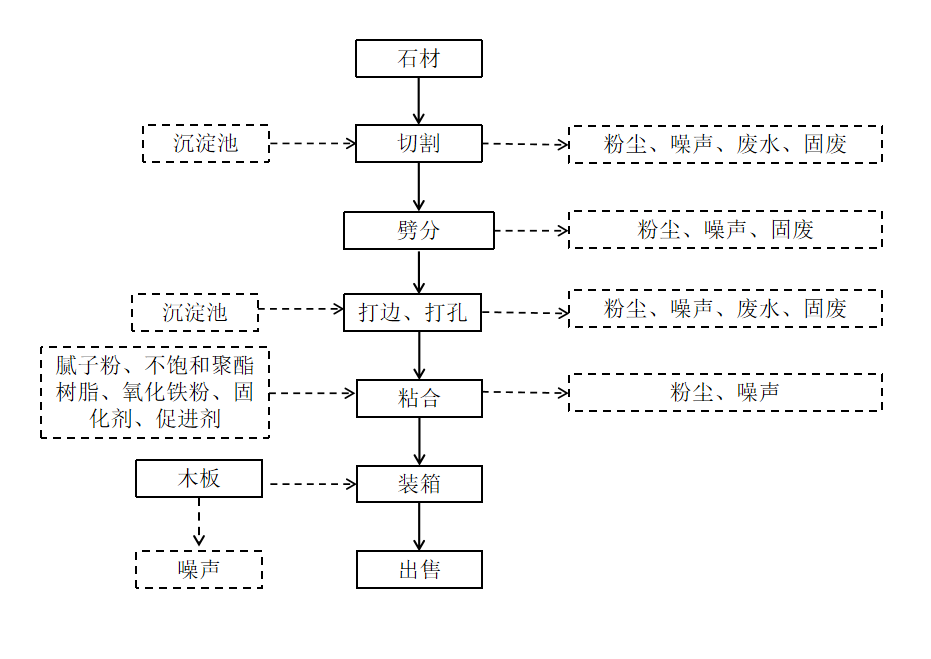 石材
沉淀池
切割
粉尘、噪声、废水、固废
劈分
粉尘、噪声、固废
沉淀池
打边、打孔
粉尘、噪声、废水、固废
腻子粉、不饱和聚酯
树脂、氧化铁粉、固
化剂、促进剂
粘合
粉尘、噪声
木板
装箱
噪声
出售